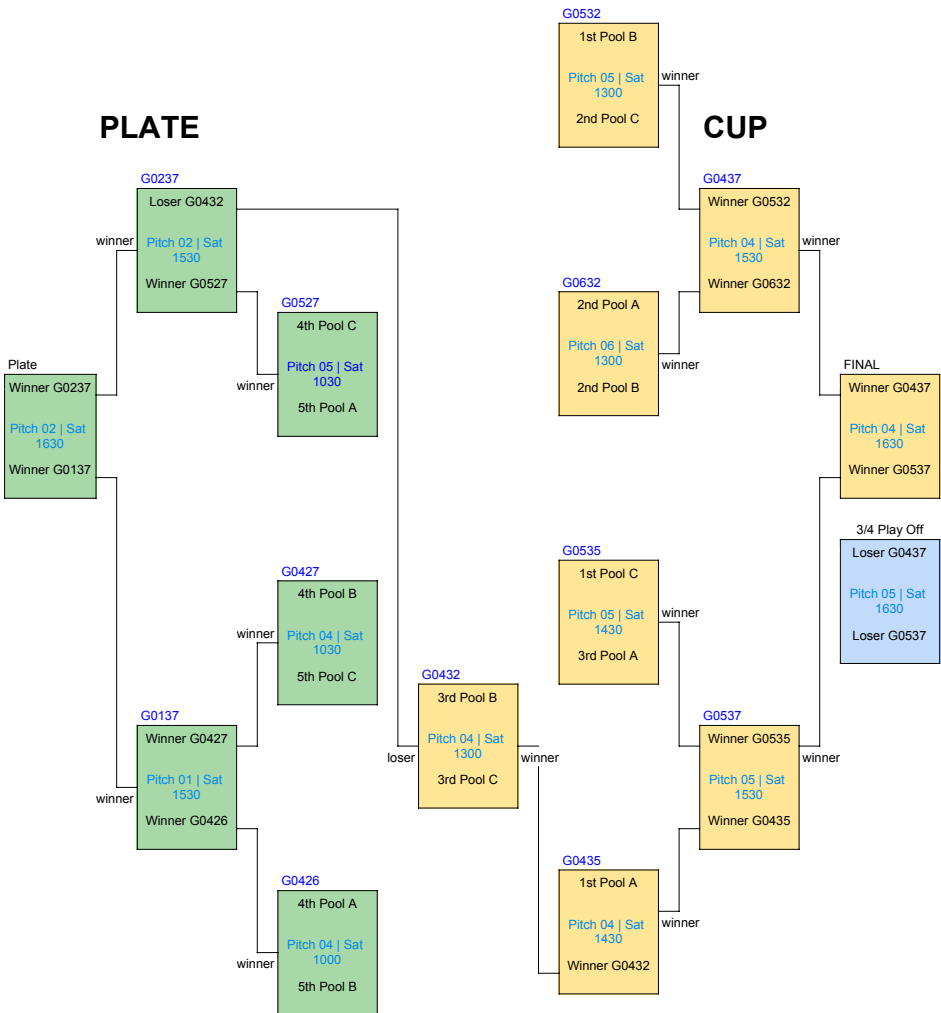 G0532
1st Pool B
Pitch 05 | Sat
1300
2nd Pool C
winner
PLATE
CUP
G0237
Loser G0432
Pitch 02 | Sat
1530
Winner G0527
winner
G0437
Winner G0532
Pitch 04 | Sat
1530
Winner G0632
winner
G0527
4th Pool C
Pitch 05 | Sat
1030
5th Pool A
winner
G0632
2nd Pool A
Pitch 06 | Sat
1300
2nd Pool B
winner
Plate
Winner G0237
Pitch 02 | Sat
1630
Winner G0137
FINAL
Winner G0437
Pitch 04 | Sat
1630
Winner G0537
3/4 Play Off
Loser G0437
Pitch 05 | Sat
1630
Loser G0537
G0427
4th Pool B
Pitch 04 | Sat
1030
5th Pool C
winner
G0535
1st Pool C
Pitch 05 | Sat
1430
3rd Pool A
winner
G0432
3rd Pool B
Pitch 04 | Sat
1300
3rd Pool C
loser
winner
G0137
Winner G0427
Pitch 01 | Sat
1530
Winner G0426
winner
G0537
Winner G0535
Pitch 05 | Sat
1530
Winner G0435
winner
G0426
4th Pool A
Pitch 04 | Sat
1000
5th Pool B
winner
G0435
1st Pool A
Pitch 04 | Sat
1430
Winner G0432
winner